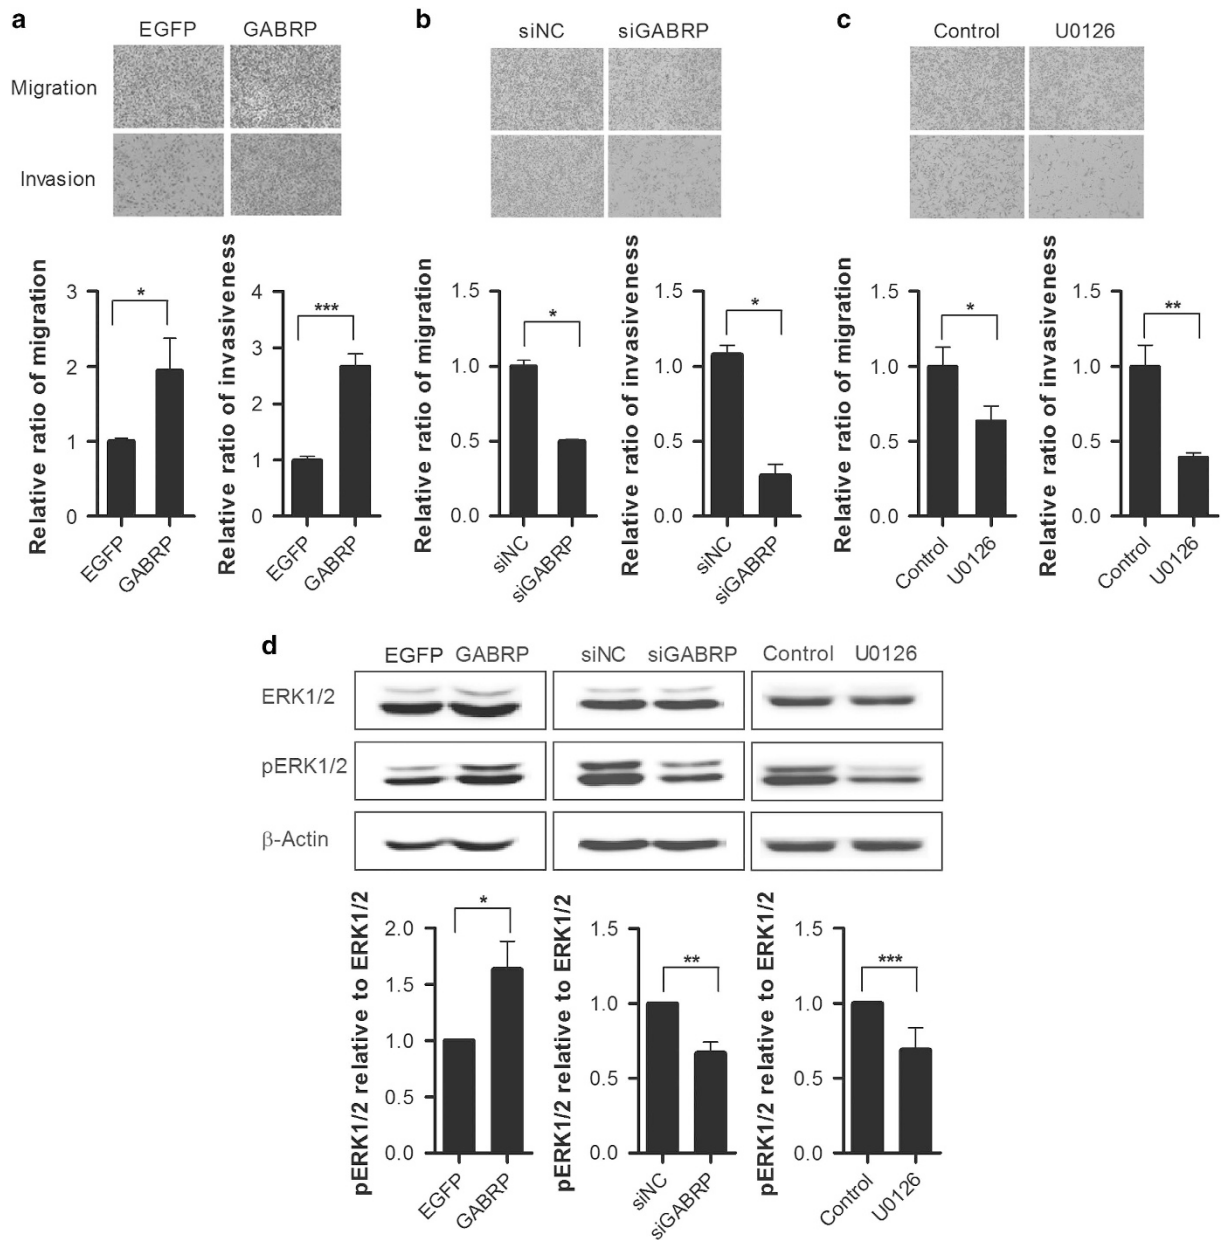 a
EGFP GABRP
Migration
Invasion
Relative ratio of migration
3
2
1
0
*
EGFP
GABRP
Relative ratio of invasiveness
4
3
2
1
0
***
EGFP
GABRP
b
siNC siGABRP
Relative ratio of migration
1.5
1.0
0.5
0.0
*
siNC
siGABRP
Relative ratio of invasiveness
1.5
1.0
0.5
0.0
*
siNC
siGABRP
c
Control U0126
Relative ratio of migration
1.5
1.0
0.5
0.0
*
Control
U0126
Relative ratio of invasiveness
1.5
1.0
0.5
0.0
**
Control
U0126
d
EGFP GABRP siNC siGABRP Control U0126
ERK1/2
pERK1/2
β-Actin
pERK1/2 relative to ERK1/2
2.0
1.5
1.0
0.5
0.0
*
EGFP
GABRP
pERK1/2 relative to ERK1/2
1.5
1.0
0.5
0.0
**
siNC
siGABRP
pERK1/2 relative to ERK1/2
1.5
1.0
0.5
0.0
***
Control
U0126